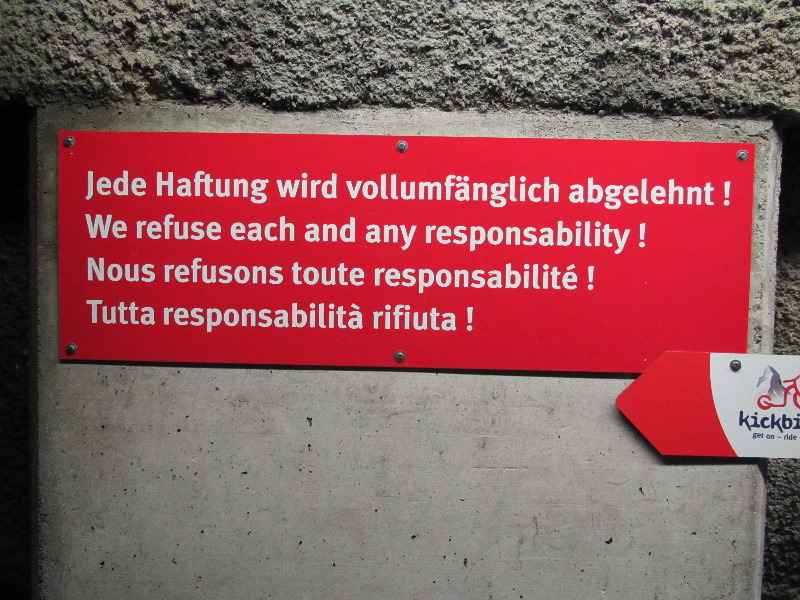 Jede Haftung wird vollumfänglich abgelehnt !
We refuse each and any responsability !
Nous refusons toute responsabilité !
Tutta responsabilità rifiuta !
get on – ride